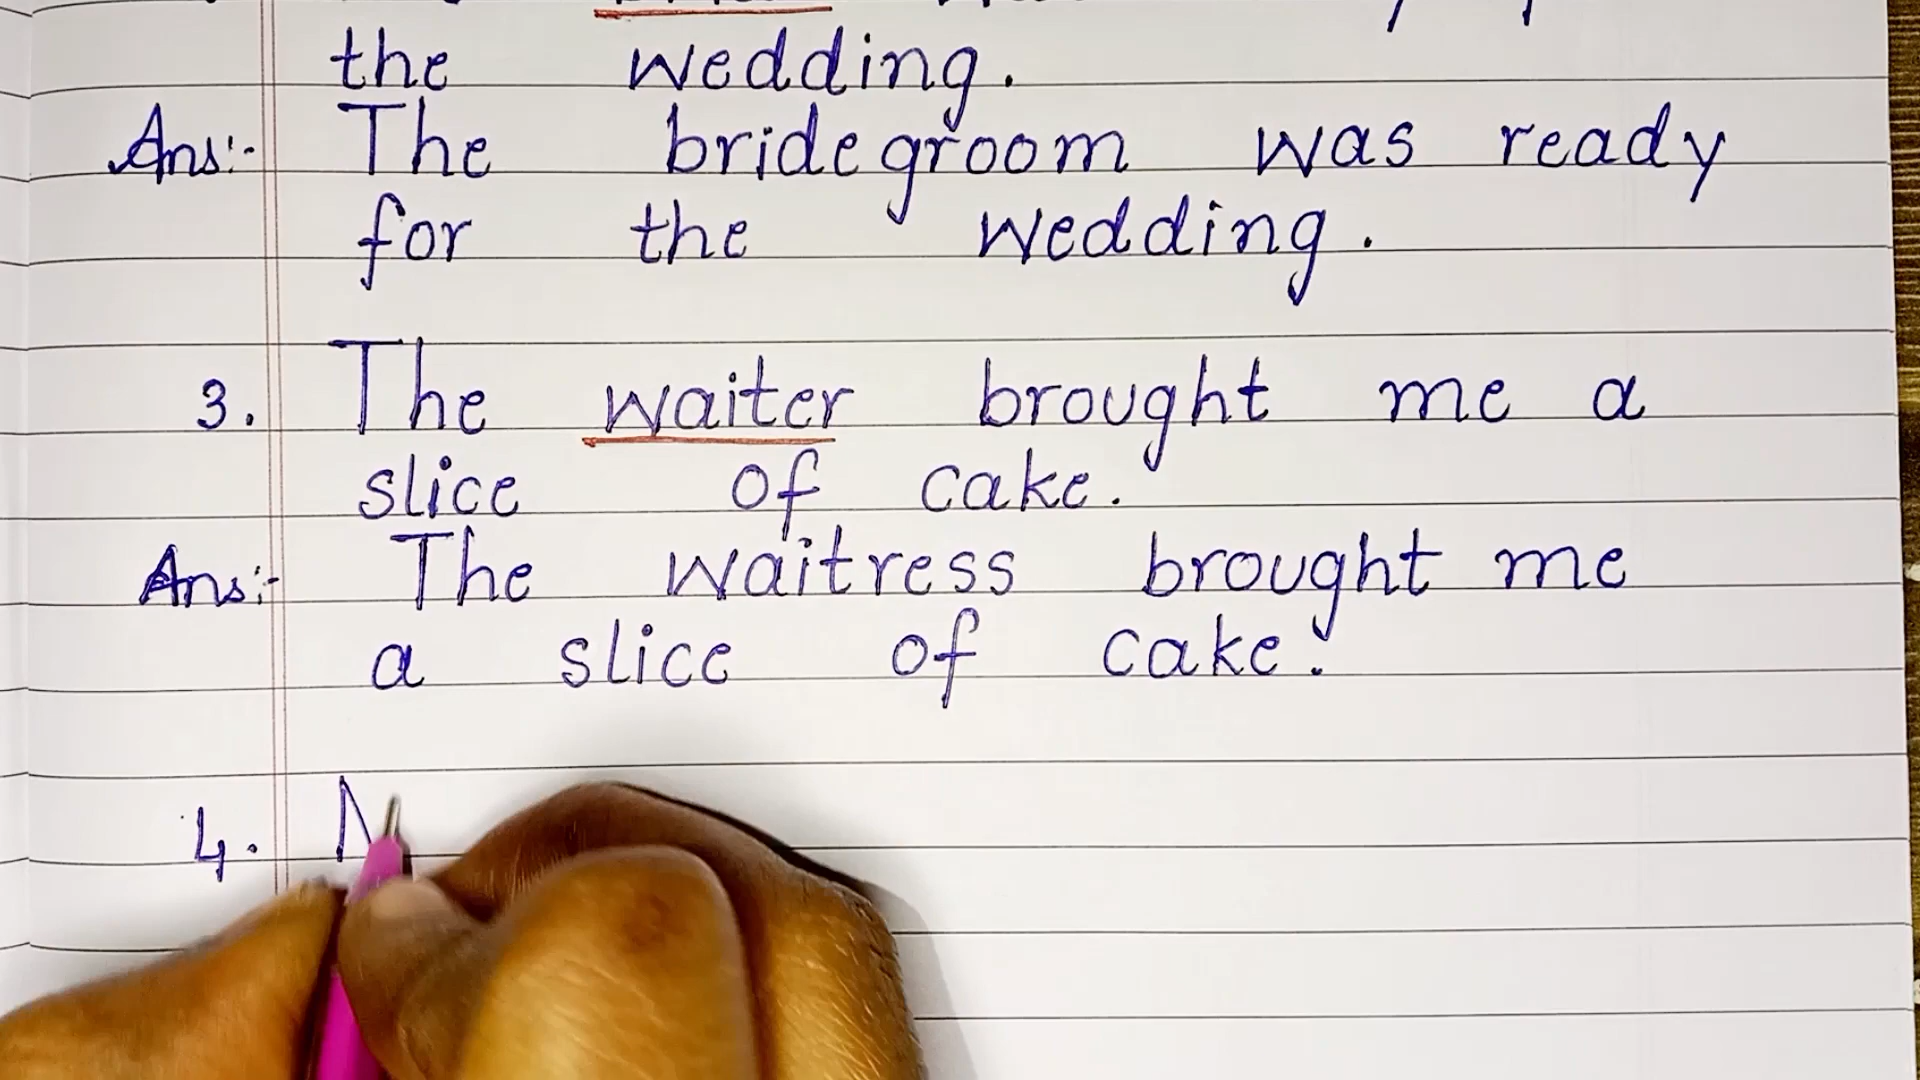 the wedding.
Ans:- The bridegroom was ready
for the wedding.
3. The waiter brought me a
slice of cake.
Ans:- The waitress brought me
a slice of cake.
4.